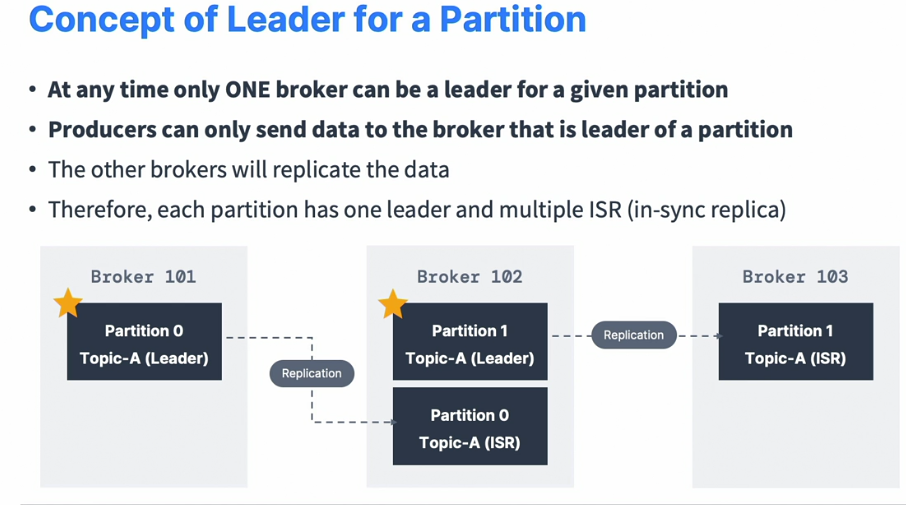 Concept of Leader for a Partition
• At any time only ONE broker can be a leader for a given partition
• Producers can only send data to the broker that is leader of a partition
• The other brokers will replicate the data
• Therefore, each partition has one leader and multiple ISR (in-sync replica)
Broker 101
Partition 0
Topic-A (Leader)
Replication
Broker 102
Partition 1
Topic-A (Leader)
Partition 0
Topic-A (ISR)
Replication
Broker 103
Partition 1
Topic-A (ISR)